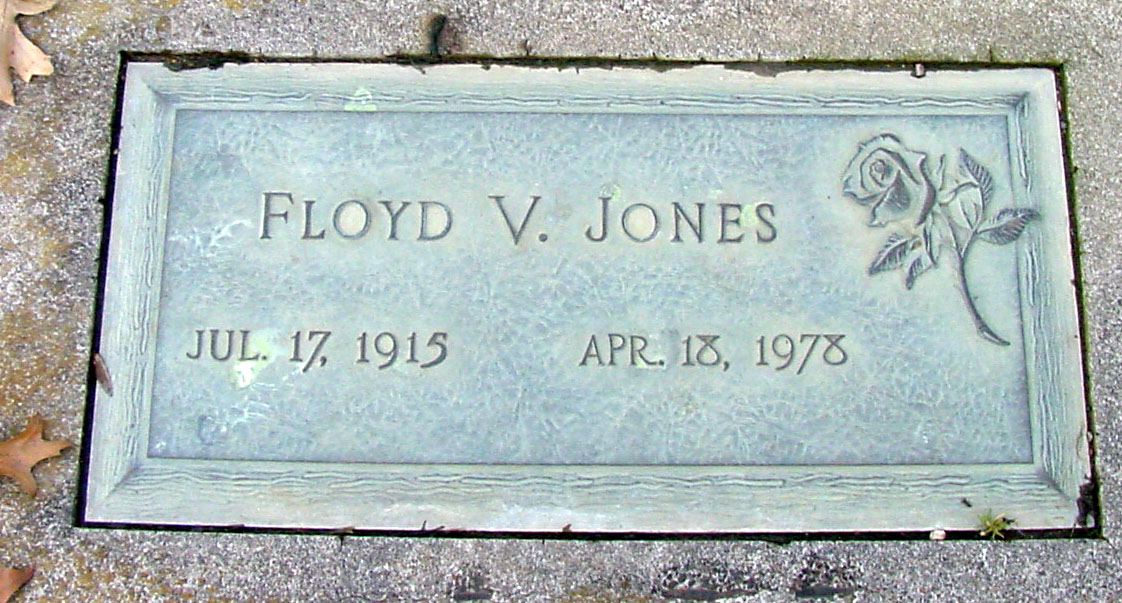 FLOYD V. JONES
JUL. 17, 1915 APR. 18, 1978